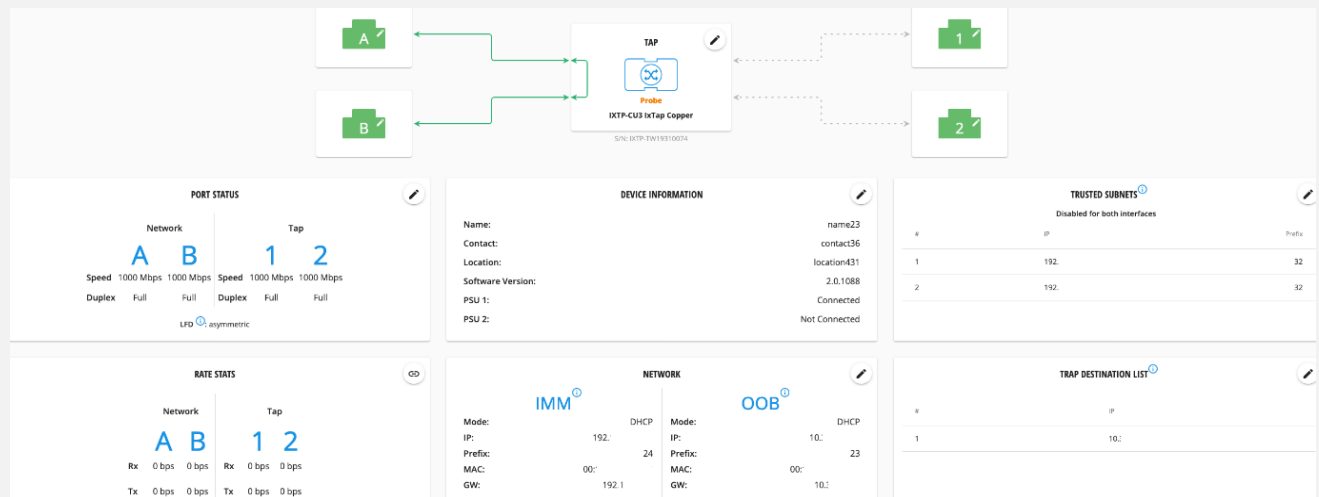 A
B
TAP
Probe
IXTP-CU3 IxTap Copper
S/N: IXTP-TW19310074
1
2
PORT STATUS
Network
Tap
A B 1 2
Speed 1000 Mbps 1000 Mbps Speed 1000 Mbps 1000 Mbps
Duplex Full Full Duplex Full Full
LFD i: asymmetric
DEVICE INFORMATION
Name: name23
Contact: contact36
Location: location431
Software Version: 2.0.1088
PSU 1: Connected
PSU 2: Not Connected
TRUSTED SUBNETS i
Disabled for both interfaces
# IP Prefix
1 192. 32
2 192. 32
RATE STATS
Network Tap
A B 1 2
Rx 0 bps 0 bps Rx 0 bps 0 bps
Tx 0 bps 0 bps Tx 0 bps 0 bps
NETWORK
IMM i
Mode: DHCP
IP: 192.
Prefix: 24
MAC: 00:
GW: 192.1
OOB i
Mode: DHCP
IP: 10.
Prefix: 23
MAC: 00:
GW: 10.
TRAP DESTINATION LIST i
# IP
1 10.